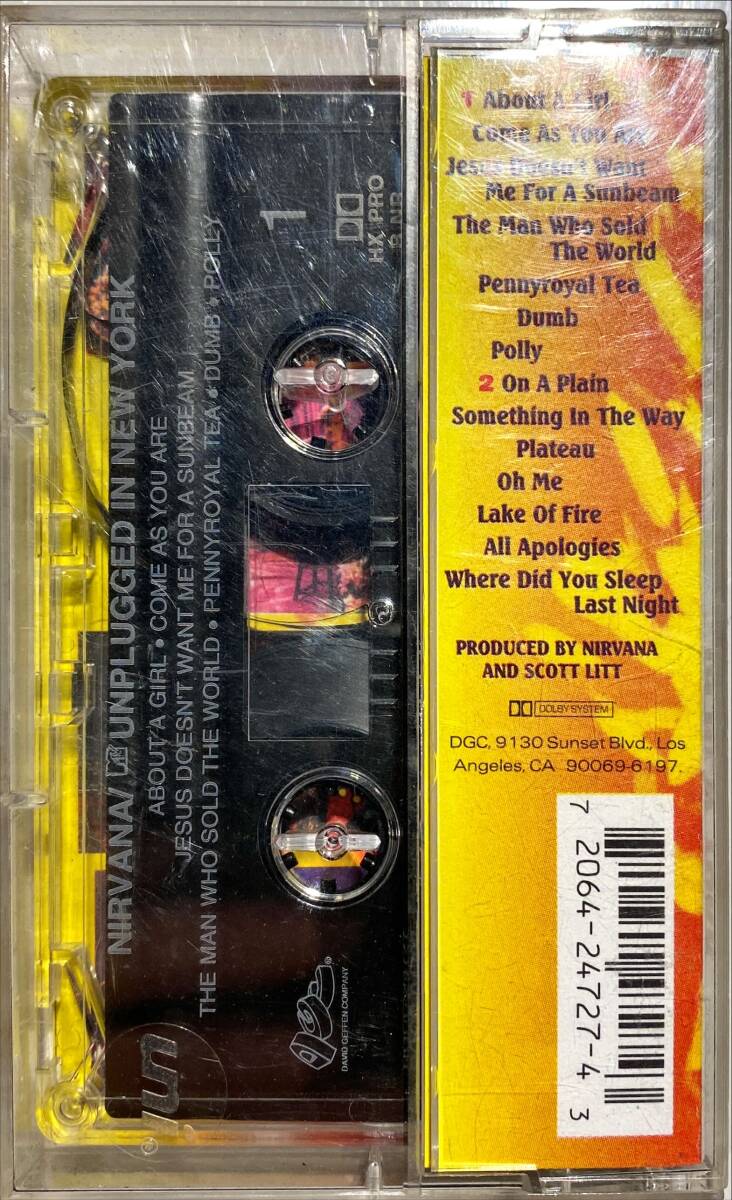 NIRVANA/ MTV UNPLUGGED IN NEW YORK
ABOUT A GIRL • COME AS YOU ARE
JESUS DOESN'T WANT ME FOR A SUNBEAM
THE MAN WHO SOLD THE WORLD • PENNYROYAL TEA • DUMB • POLLY
1
HX PRO
B NR
DAVID GEFFEN COMPANY
1 About A Girl
Come As You Are
Jesus Doesn't Want
Me For A Sunbeam
The Man Who Sold
The World
Pennyroyal Tea
Dumb
Polly
2 On A Plain
Something In The Way
Plateau
Oh Me
Lake Of Fire
All Apologies
Where Did You Sleep
Last Night
PRODUCED BY NIRVANA
AND SCOTT LITT
DOLBY SYSTEM
DGC, 9130 Sunset Blvd., Los
Angeles, CA 90069-6197.
7 2064-24727-4 3